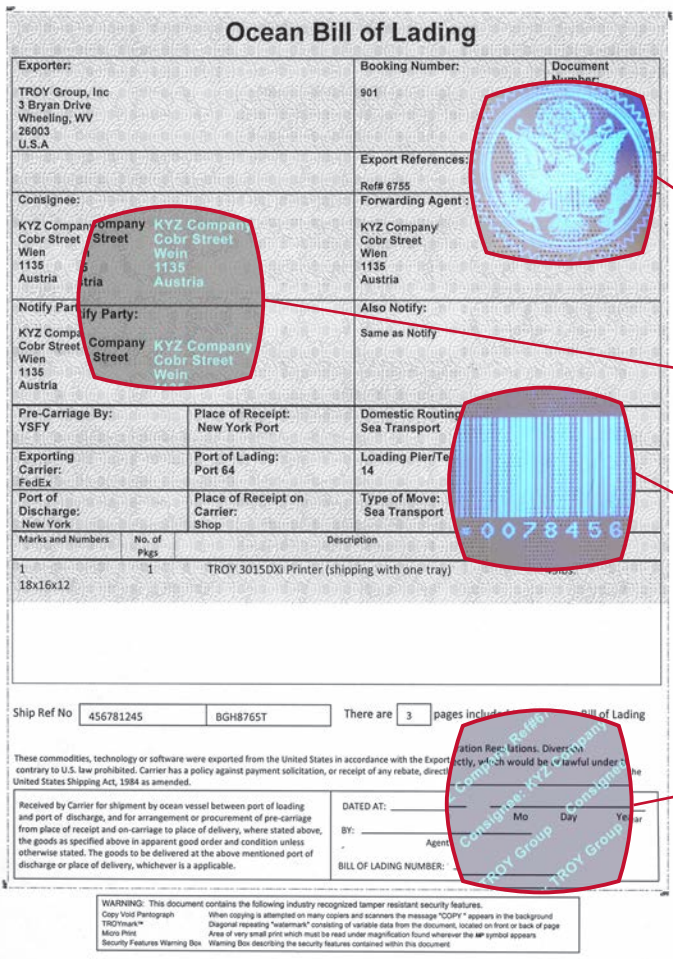 Ocean Bill of Lading
Exporter:
TROY Group, Inc
3 Bryan Drive
Wheeling, WV
26003
U.S.A
Booking Number:
901
Document
Number:
Export References:
Ref# 6755
Consignee:
KYZ Company
Cobr Street
Wien
1135
Austria
Company
Street
tria
KYZ Company
Cobr Street
Wein
1135
Austria
Forwarding Agent :
KYZ Company
Cobr Street
Wien
1135
Austria
Notify Par
KYZ Compa
Cobr Street
Wien
1135
Austria
ify Party:
Company
Street
KYZ Company
Cobr Street
Wein
Also Notify:
Same as Notify
Pre-Carriage By:
YSFY
Place of Receipt:
New York Port
Domestic Routing
Sea Transport
Exporting
Carrier:
FedEx
Port of Lading:
Port 64
Loading Pier/Te
14
Port of
Discharge:
New York
Place of Receipt on
Carrier:
Shop
Type of Move:
Sea Transport
* 0078456
Marks and Numbers
No. of
Pkgs
Description
1
18x16x12
1
TROY 3015DXi Printer (shipping with one tray)
Ship Ref No
456781245
BGH8765T
There are 3 pages includ
Bill of Lading
These commodities, technology or software were exported from the United States in accordance with the Export
ration Regulations. Diversion
contrary to U.S. law prohibited. Carrier has a policy against payment solicitation, or receipt of any rebate, directl
ectly, which would be unlawful under the
United States Shipping Act, 1984 as amended.
Company Ref#67
Consignee: KYZ Company
Consignee
TROY Group
TROY Group
Received by Carrier for shipment by ocean vessel between port of loading
and port of discharge, and for arrangement or procurement of pre-carriage
from place of receipt and on-carriage to place of delivery, where stated above,
the goods as specified above in apparent good order and condition unless
otherwise stated. The goods to be delivered at the above mentioned port of
discharge or place of delivery, whichever is a applicable.
DATED AT:
Mo Day Year
BY:
Agent
BILL OF LADING NUMBER:
WARNING: This document contains the following industry recognized tamper resistant security features.
Copy Void Pantograph When copying is attempted on many copiers and scanners the message "COPY" appears in the background
TROYmark™ Diagonal repeating "watermark" consisting of variable data from the document, located on front or back of page
Micro Print Area of very small print which must be read under magnification found wherever the MP symbol appears
Security Features Warning Box Warning Box describing the security features contained within this document